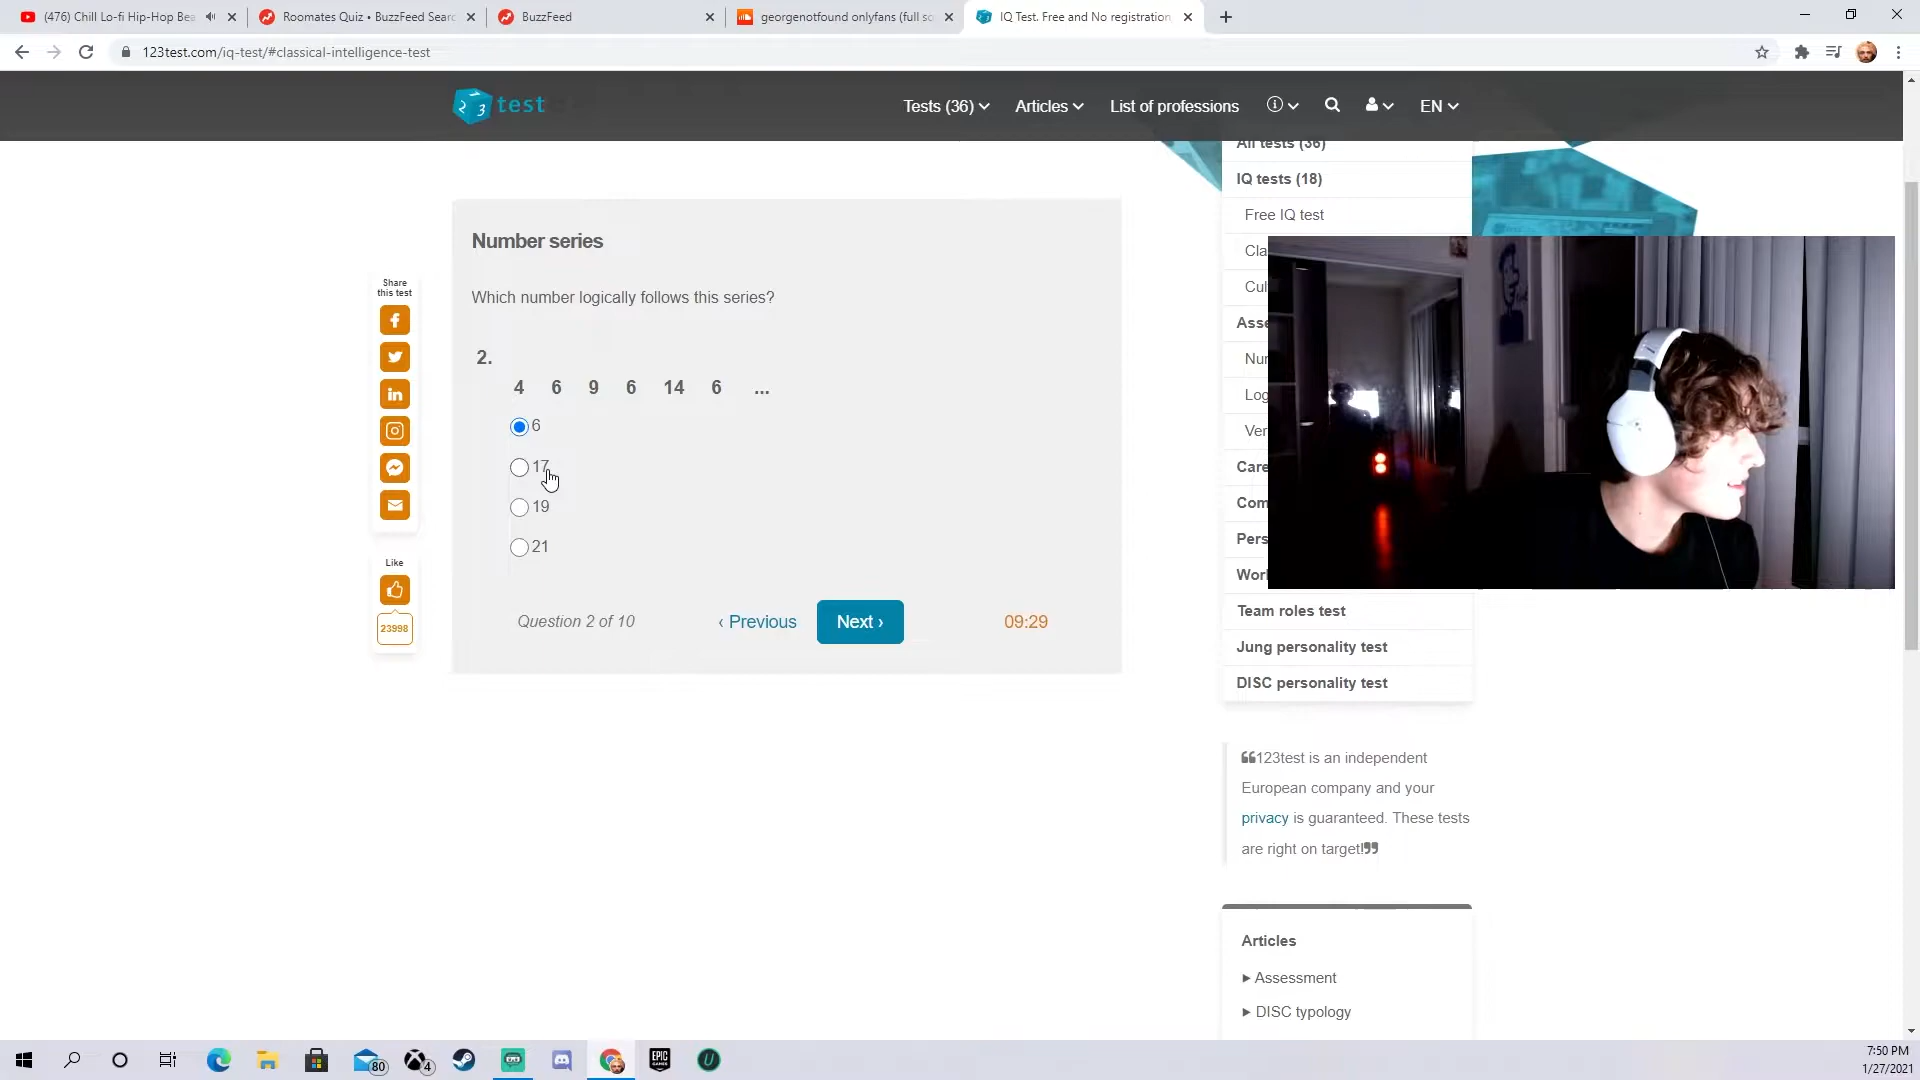 (476) Chill Lo-fi Hip-Hop Bea
Roomates Quiz • BuzzFeed Searc
BuzzFeed
georgenotfound onlyfans (full so
IQ Test. Free and No registration
123test.com/iq-test/#classical-intelligence-test
123 test
Tests (36)
Articles
List of professions
EN
All tests (36)
IQ tests (18)
Free IQ test
Cla
Cul
Asse
Nur
Log
Ver
Care
Com
Pers
Worl
Team roles test
Jung personality test
DISC personality test
Share
this test
Like
23998
Number series
Which number logically follows this series?
2.
4 6 9 6 14 6 ...
6
17
19
21
Question 2 of 10
‹ Previous
Next ›
09:29
❝123test is an independent
European company and your
privacy is guaranteed. These tests
are right on target!❞
Articles
▸ Assessment
▸ DISC typology
80
4
EPIC
GAMES
U
7:50 PM
1/27/2021